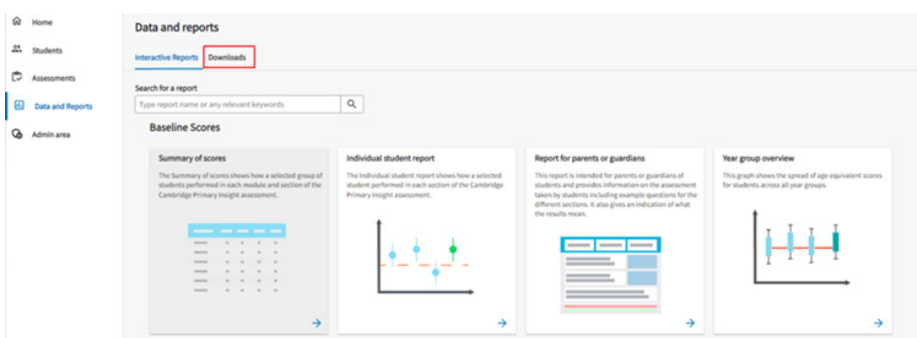 Home
Students
Assessments
Data and Reports
Admin area
Data and reports
Interactive Reports
Downloads
Search for a report
Type report name or any relevant keywords
Baseline Scores
Summary of scores
The Summary of scores shows how a selected group of
students performed in each module and section of the
Cambridge Primary Insight assessment.
Individual student report
The Individual student report shows how a selected
student performed in each section of the Cambridge
Primary Insight assessment.
Report for parents or guardians
This report is intended for parents or guardians of
students and provides information on the assessment
taken by students including example questions for the
different sections. It also gives an indication of what
the results mean.
Year group overview
This graph shows the spread of age equivalent scores
for students across all year groups.